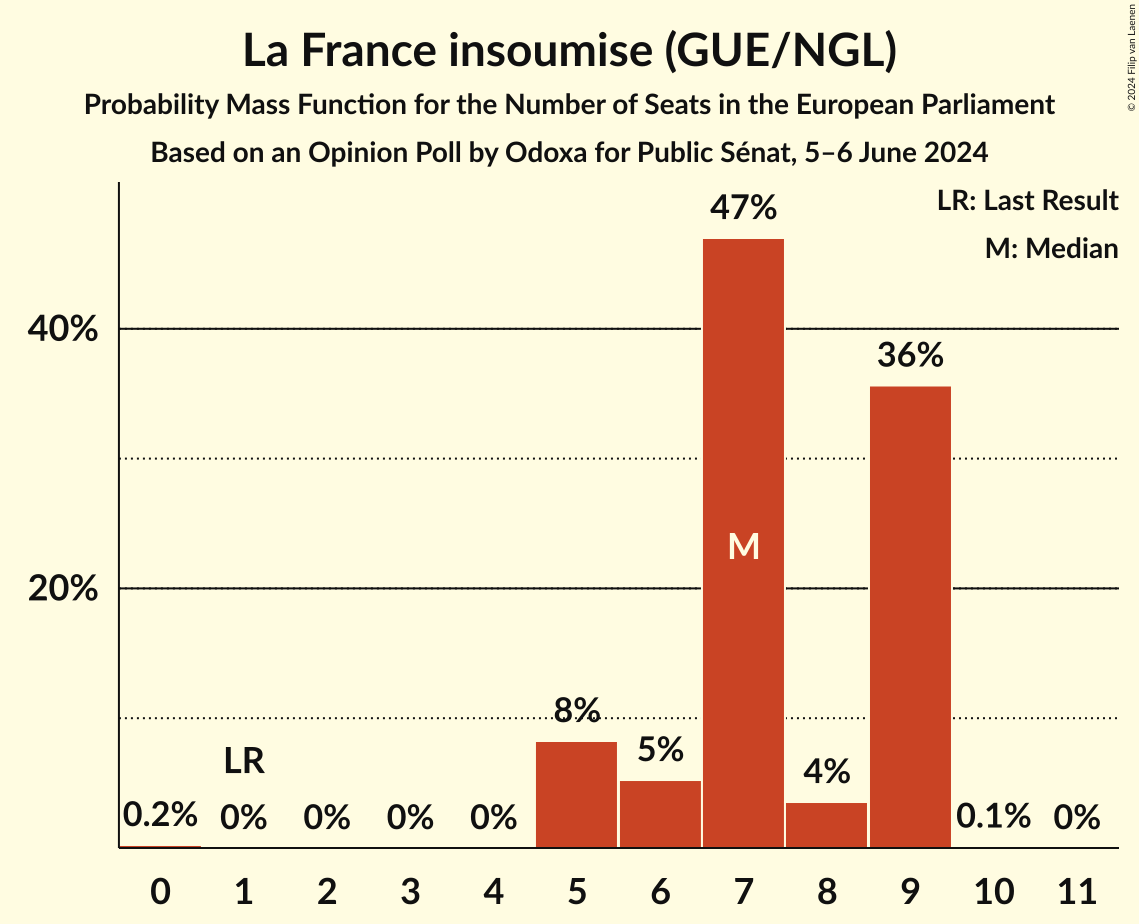 La France insoumise (GUE/NGL)
Probability Mass Function for the Number of Seats in the European Parliament
Based on an Opinion Poll by Odoxa for Public Sénat, 5–6 June 2024
© 2024 Filip van Laenen
LR: Last Result
M: Median
47%
40%
36%
M
20%
8%
5%
LR
4%
0.2% 0% 0% 0% 0% 0.1% 0%
0 1 2 3 4 5 6 7 8 9 10 11